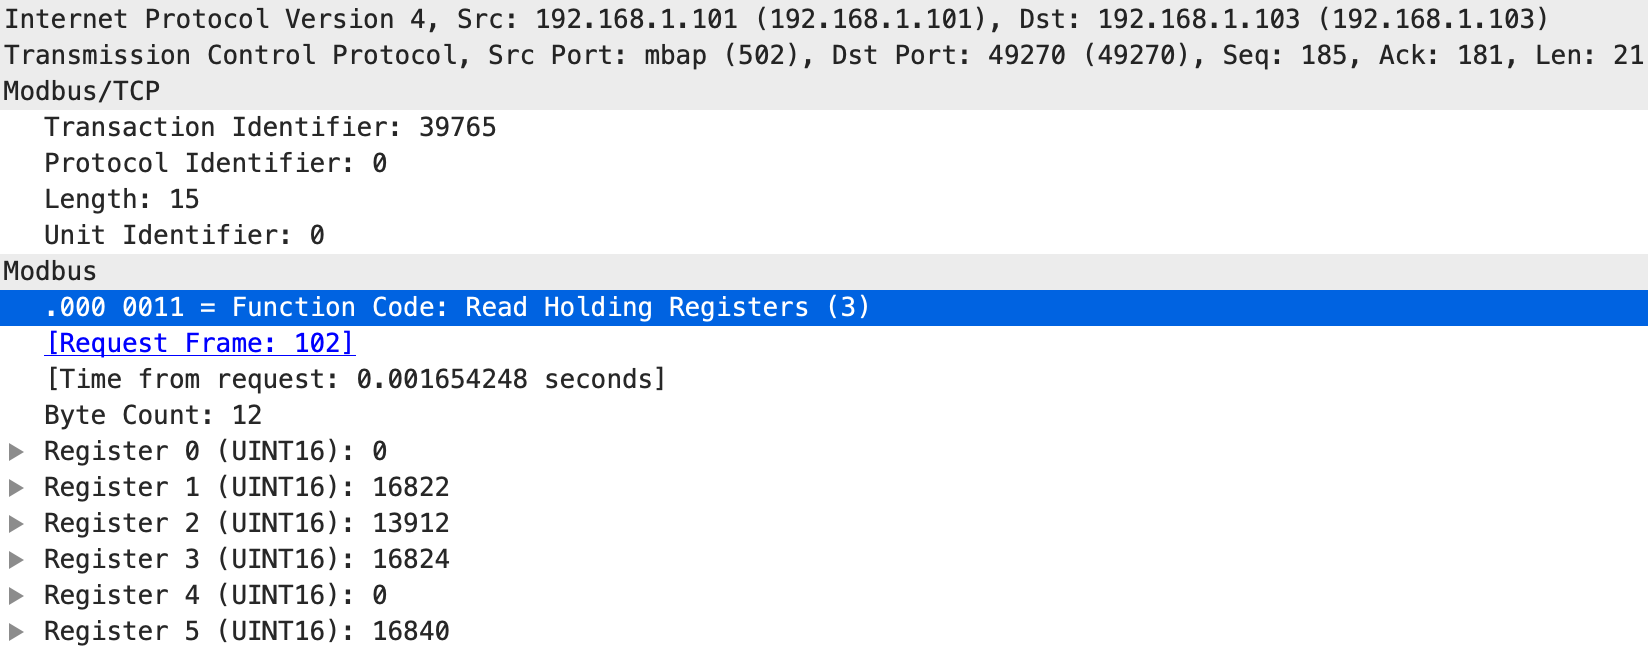 Internet Protocol Version 4, Src: 192.168.1.101 (192.168.1.101), Dst: 192.168.1.103 (192.168.1.103)
Transmission Control Protocol, Src Port: mbap (502), Dst Port: 49270 (49270), Seq: 185, Ack: 181, Len: 21
Modbus/TCP
Transaction Identifier: 39765
Protocol Identifier: 0
Length: 15
Unit Identifier: 0
Modbus
.000 0011 = Function Code: Read Holding Registers (3)
[Request Frame: 102]
[Time from request: 0.001654248 seconds]
Byte Count: 12
Register 0 (UINT16): 0
Register 1 (UINT16): 16822
Register 2 (UINT16): 13912
Register 3 (UINT16): 16824
Register 4 (UINT16): 0
Register 5 (UINT16): 16840